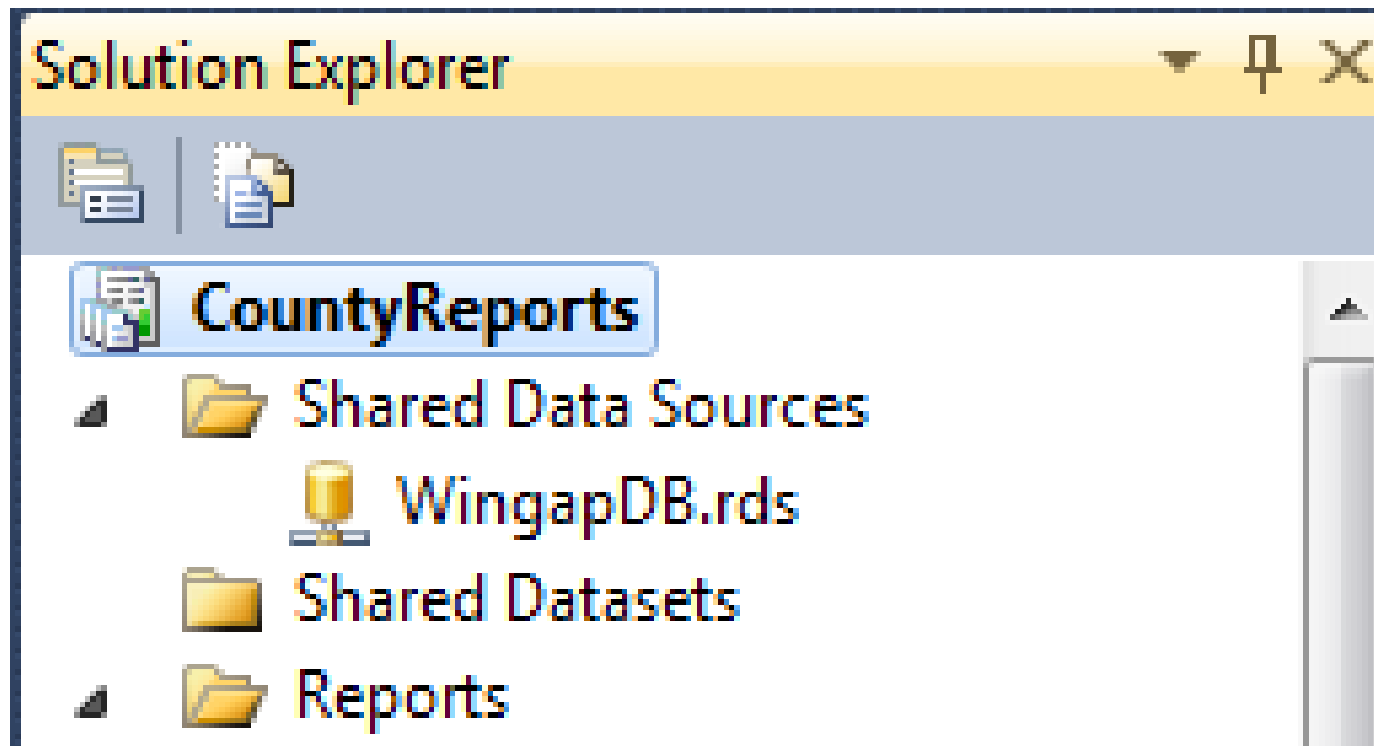 Solution Explorer
CountyReports
Shared Data Sources
WingapDB.rds
Shared Datasets
Reports